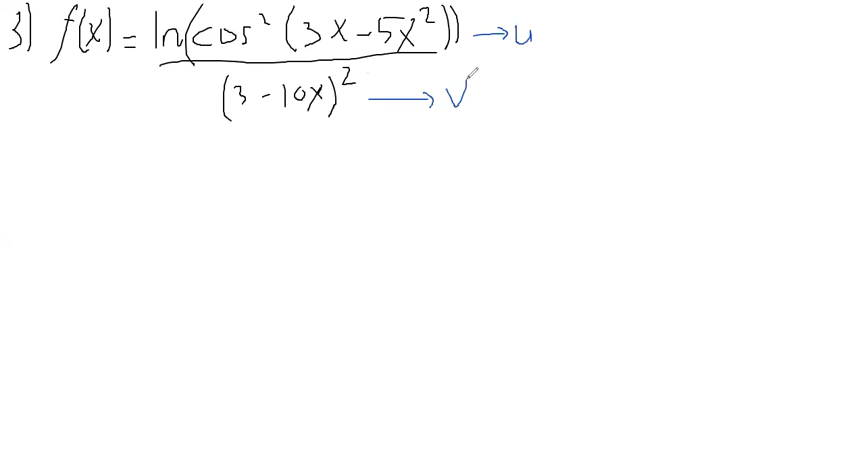 3) f(x) = ln(cos²(3x-5x²)) → u
(3-10x)² → V